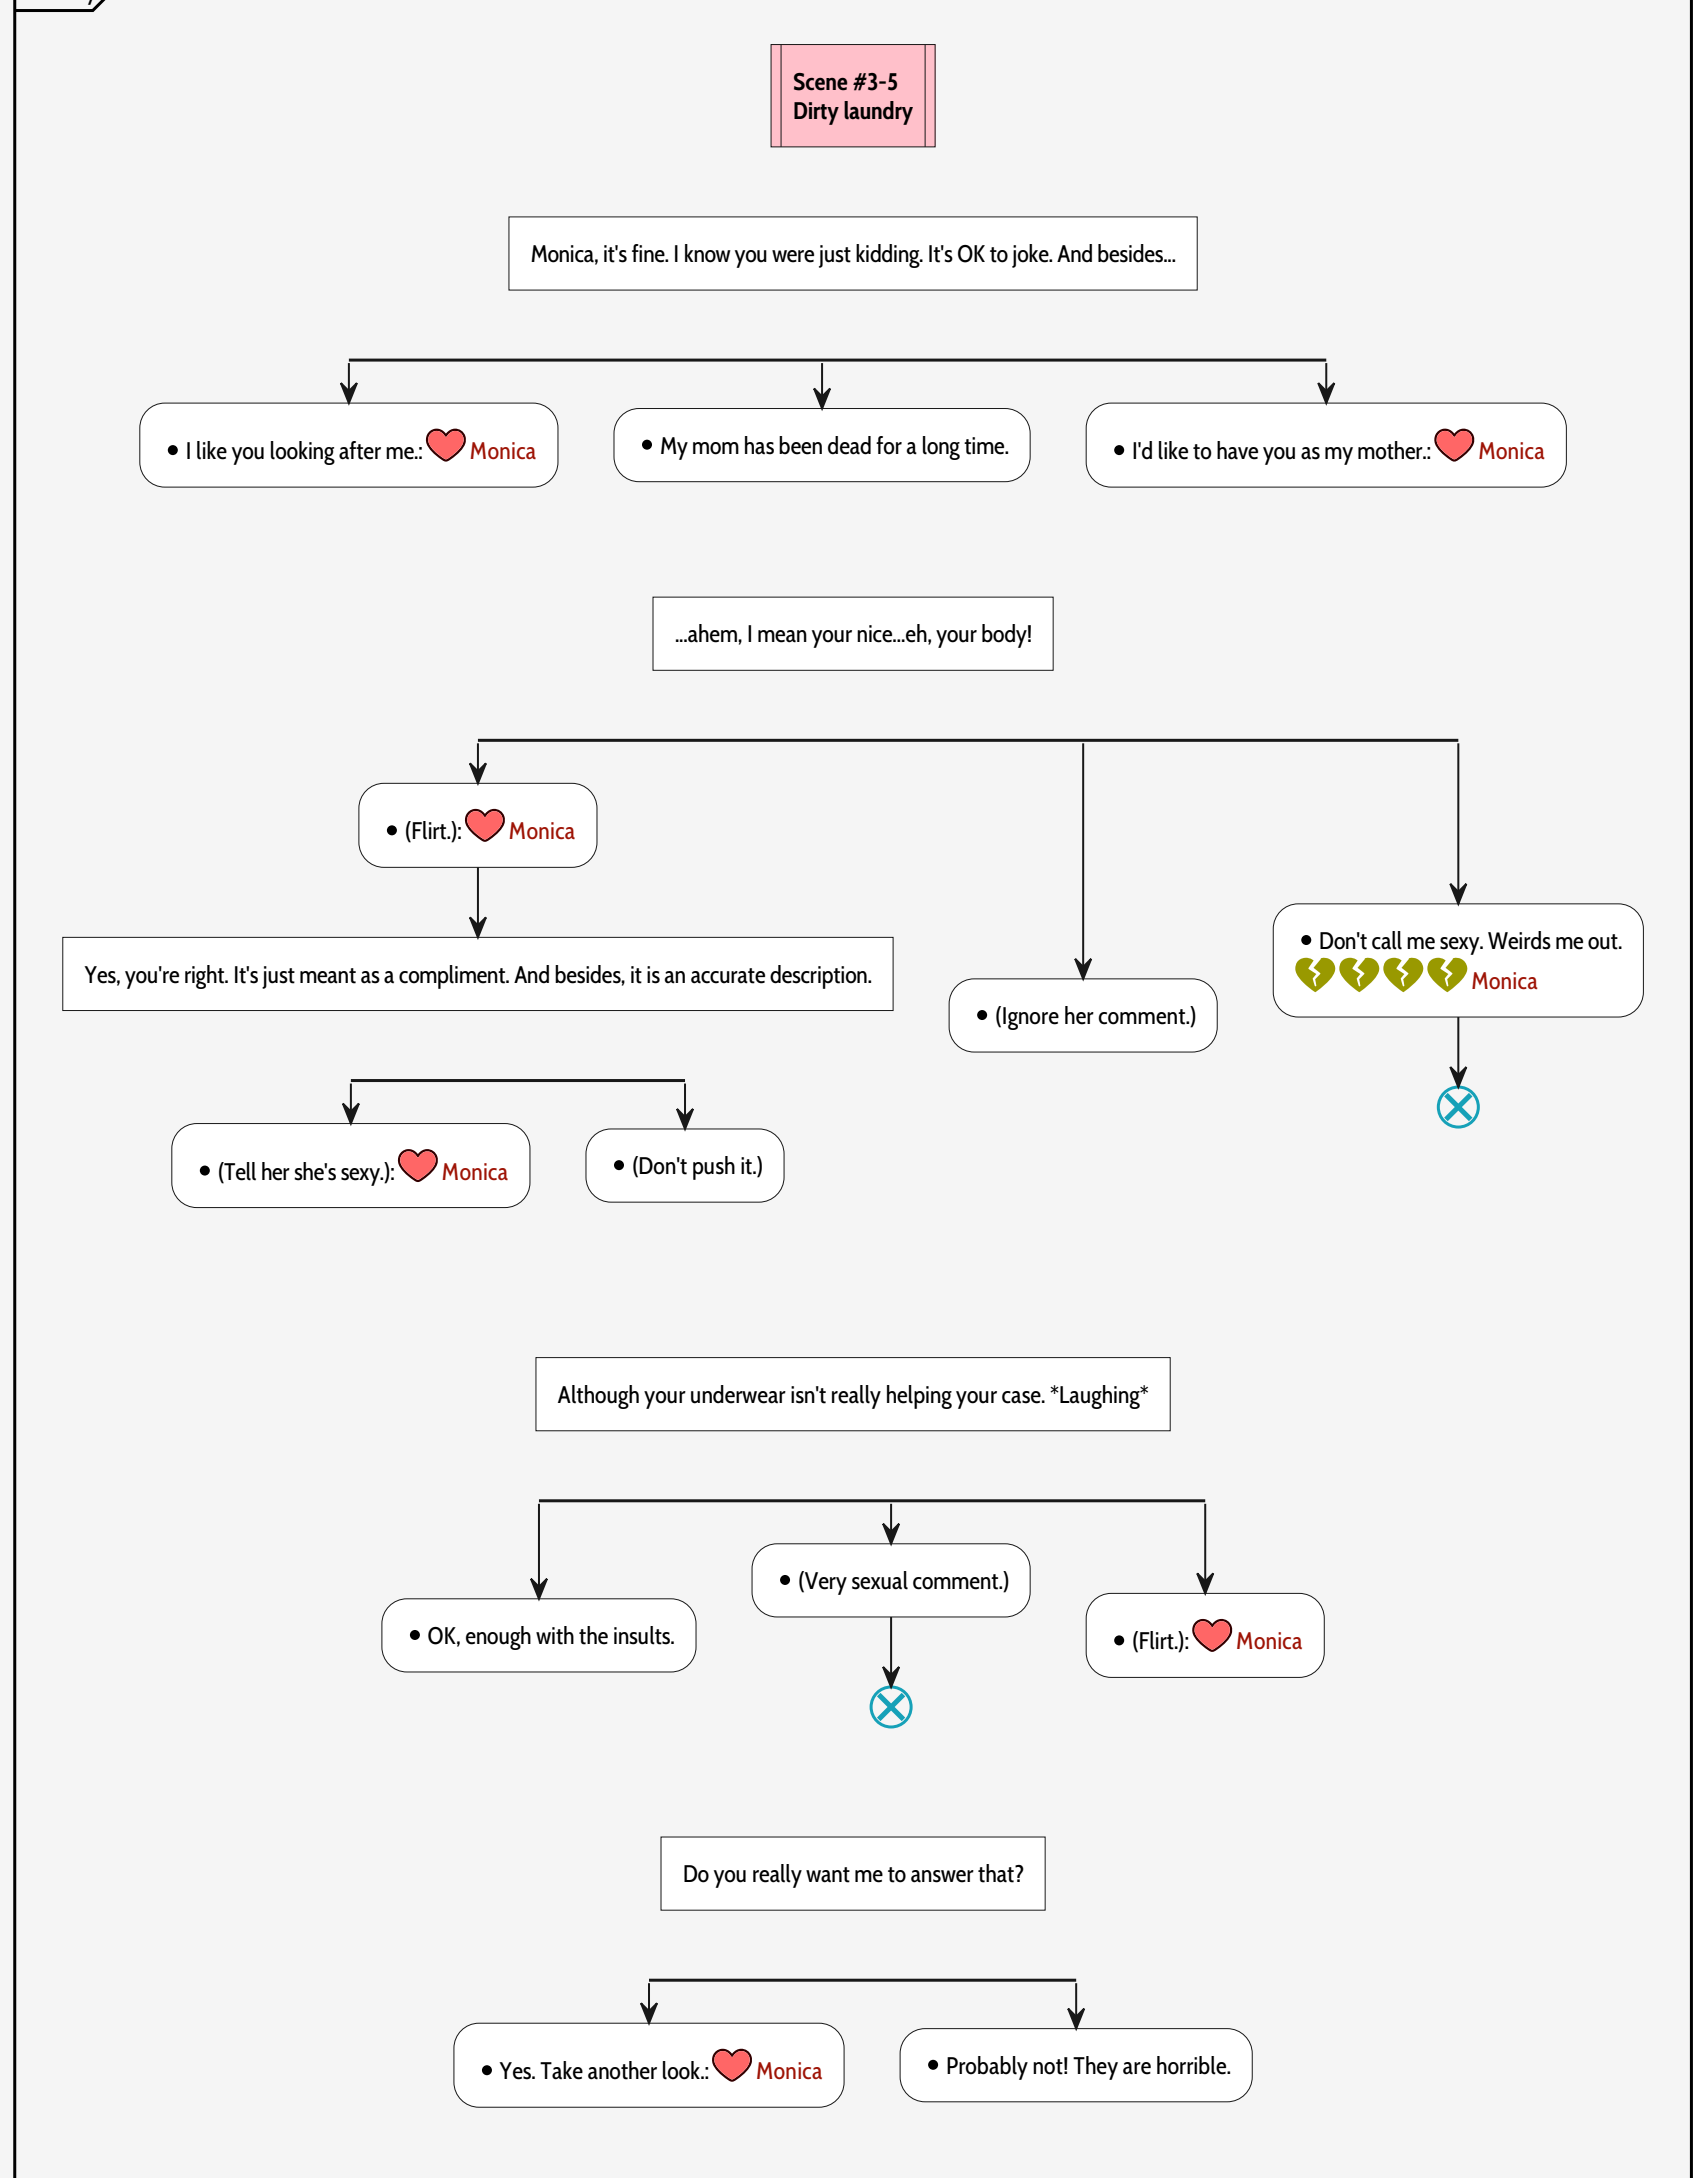 Scene #3-5
Dirty laundry
Monica, it's fine. I know you were just kidding. It's OK to joke. And besides...
• I like you looking after me.: Monica
• My mom has been dead for a long time.
• I'd like to have you as my mother.: Monica
...ahem, I mean your nice...eh, your body!
• (Flirt.): Monica
Yes, you're right. It's just meant as a compliment. And besides, it is an accurate description.
• (Ignore her comment.)
• Don't call me sexy. Weirds me out.
Monica
• (Tell her she's sexy.): Monica
• (Don't push it.)
Although your underwear isn't really helping your case. *Laughing*
• OK, enough with the insults.
• (Very sexual comment.)
• (Flirt.): Monica
Do you really want me to answer that?
• Yes. Take another look.: Monica
• Probably not! They are horrible.